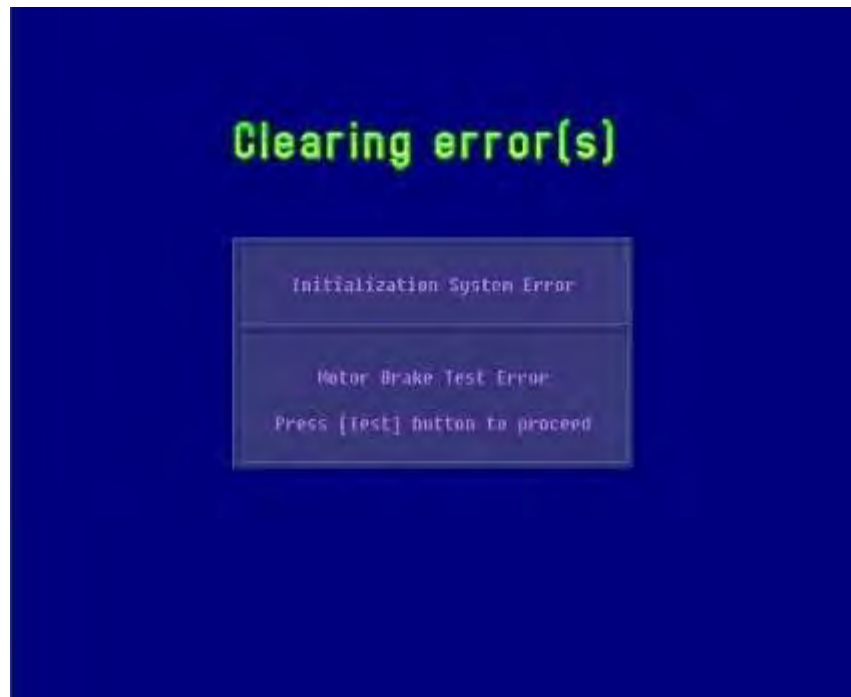 Clearing error(s)
Initialization System Error
Motor Brake Test Error
Press [Test] button to proceed